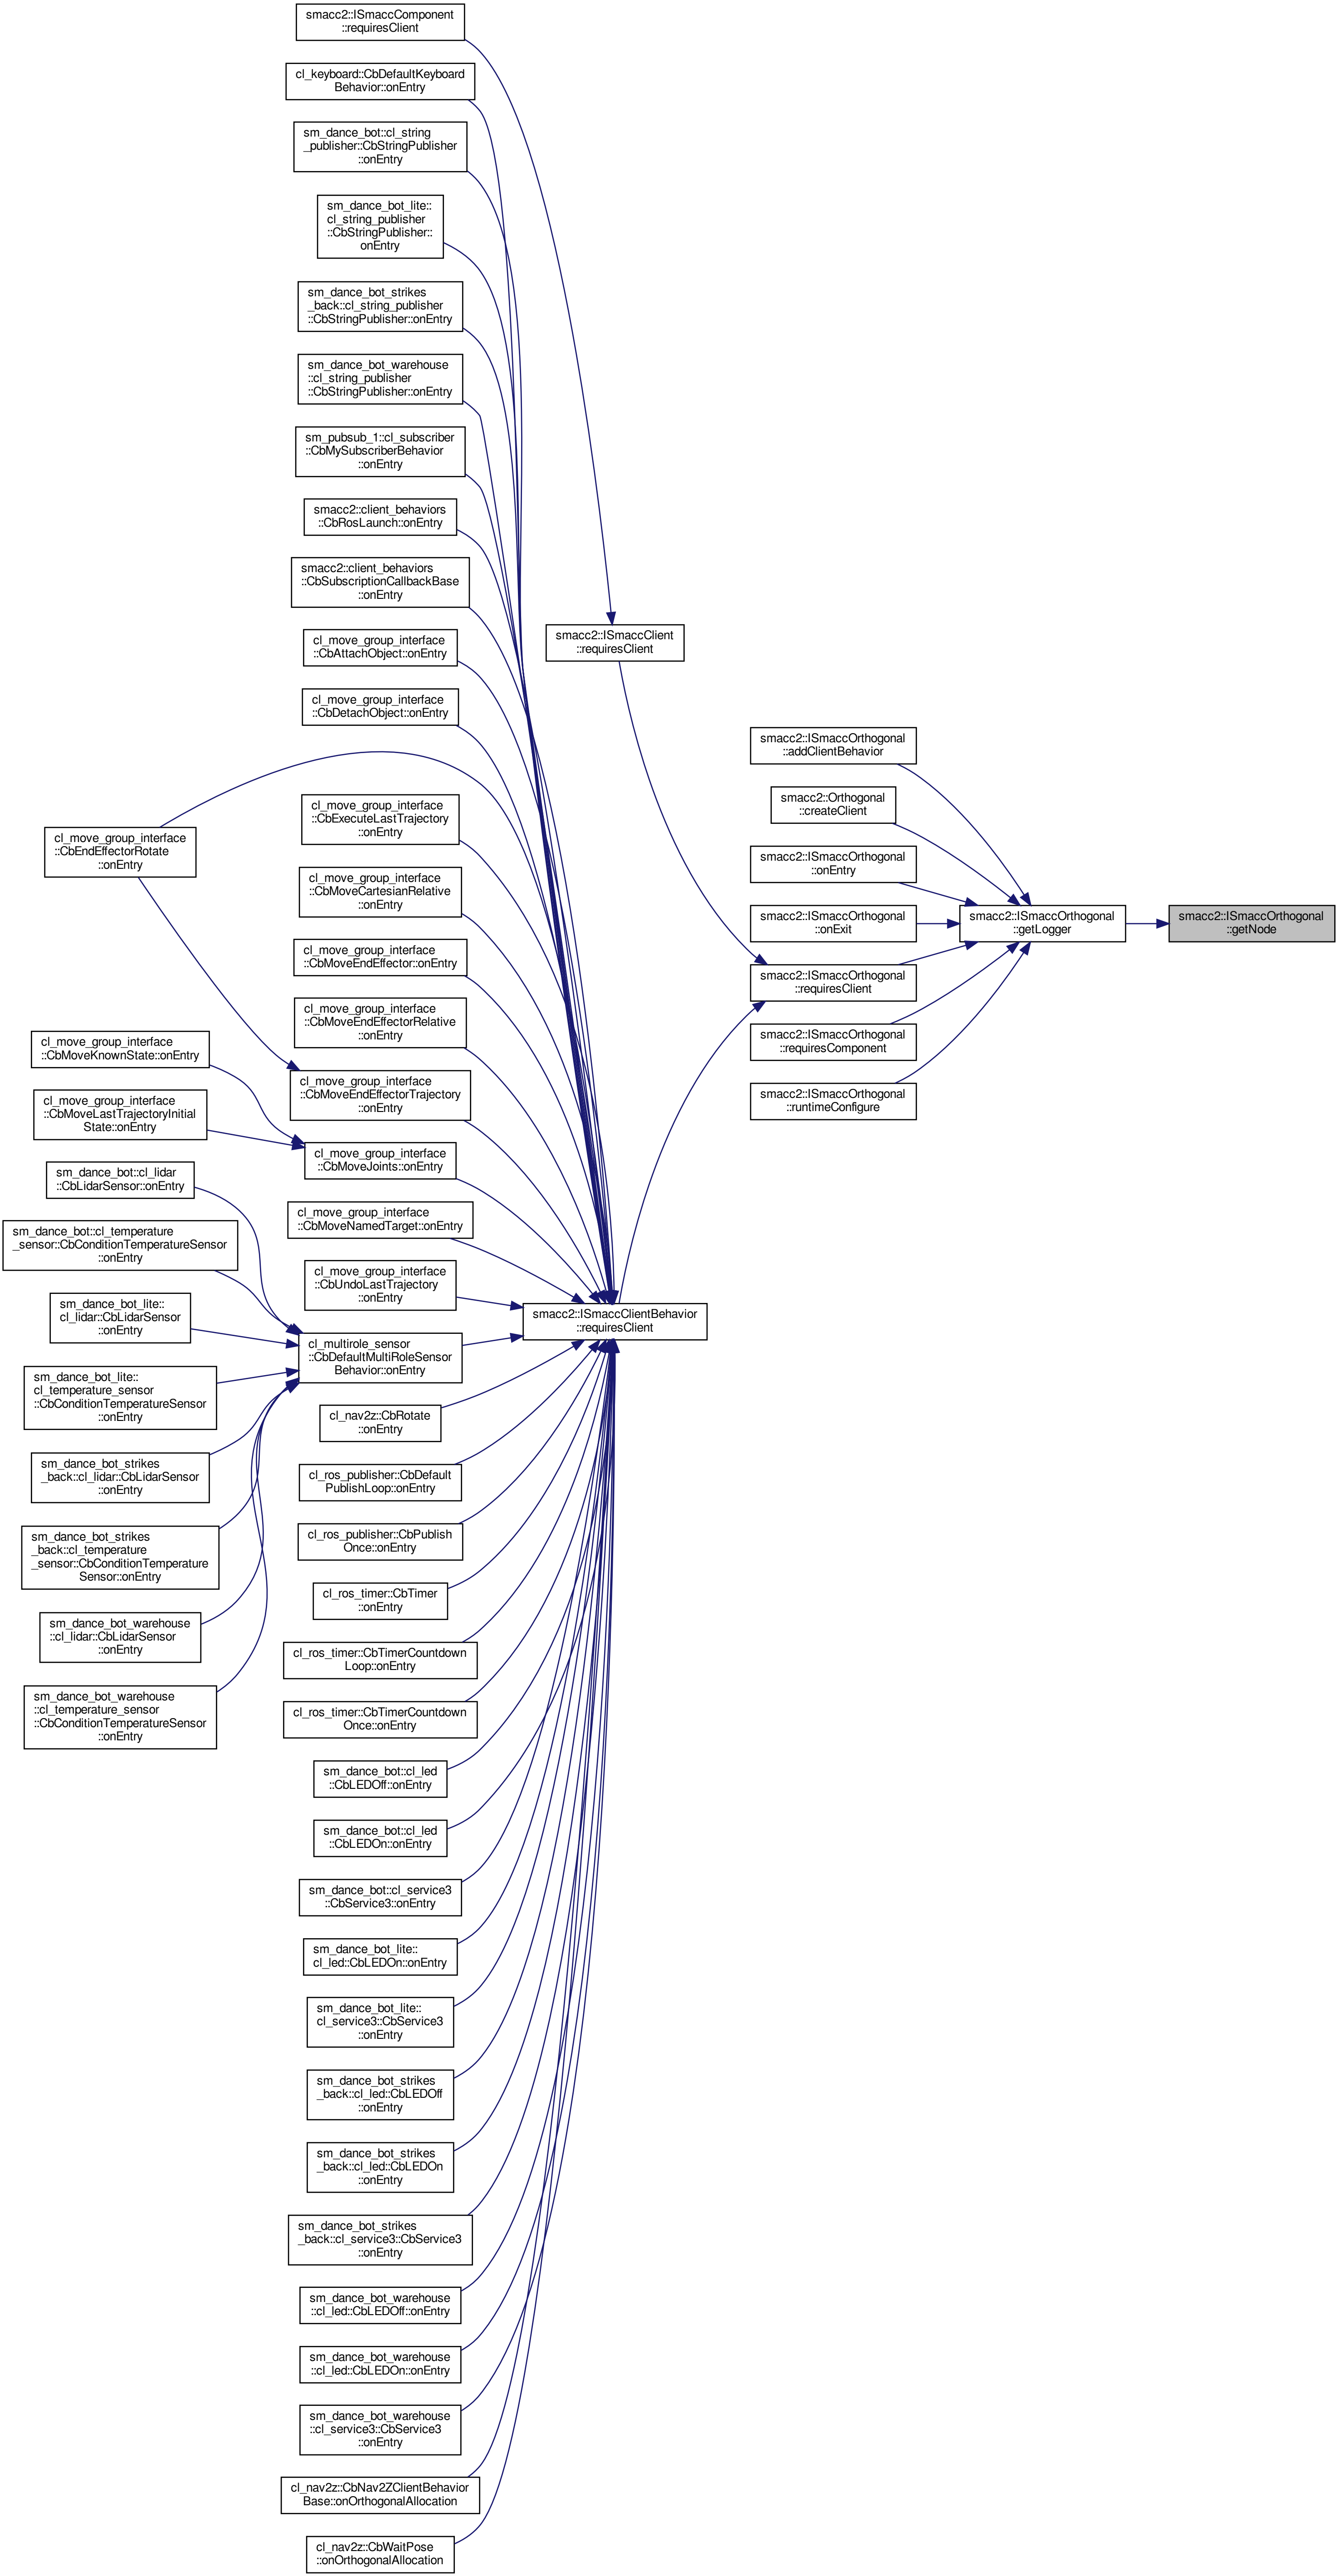 smacc2::ISmaccComponent
::requiresClient
cl_keyboard::CbDefaultKeyboard
Behavior::onEntry
sm_dance_bot::cl_string
_publisher::CbStringPublisher
::onEntry
sm_dance_bot_lite::
cl_string_publisher
::CbStringPublisher::
onEntry
sm_dance_bot_strikes
_back::cl_string_publisher
::CbStringPublisher::onEntry
sm_dance_bot_warehouse
::cl_string_publisher
::CbStringPublisher::onEntry
sm_pubsub_1::cl_subscriber
::CbMySubscriberBehavior
::onEntry
smacc2::client_behaviors
::CbRosLaunch::onEntry
smacc2::client_behaviors
::CbSubscriptionCallbackBase
::onEntry
cl_move_group_interface
::CbAttachObject::onEntry
cl_move_group_interface
::CbDetachObject::onEntry
cl_move_group_interface
::CbExecuteLastTrajectory
::onEntry
cl_move_group_interface
::CbEndEffectorRotate
::onEntry
cl_move_group_interface
::CbMoveCartesianRelative
::onEntry
cl_move_group_interface
::CbMoveEndEffector::onEntry
cl_move_group_interface
::CbMoveEndEffectorRelative
::onEntry
cl_move_group_interface
::CbMoveEndEffectorTrajectory
::onEntry
cl_move_group_interface
::CbMoveJoints::onEntry
cl_move_group_interface
::CbMoveNamedTarget::onEntry
cl_move_group_interface
::CbUndoLastTrajectory
::onEntry
cl_multirole_sensor
::CbDefaultMultiRoleSensor
Behavior::onEntry
cl_nav2z::CbRotate
::onEntry
cl_ros_publisher::CbDefault
PublishLoop::onEntry
cl_ros_publisher::CbPublish
Once::onEntry
cl_ros_timer::CbTimer
::onEntry
cl_ros_timer::CbTimerCountdown
Loop::onEntry
cl_ros_timer::CbTimerCountdown
Once::onEntry
sm_dance_bot::cl_led
::CbLEDOff::onEntry
sm_dance_bot::cl_led
::CbLEDOn::onEntry
sm_dance_bot::cl_service3
::CbService3::onEntry
sm_dance_bot_lite::
cl_led::CbLEDOn::onEntry
sm_dance_bot_lite::
cl_service3::CbService3
::onEntry
sm_dance_bot_strikes
_back::cl_led::CbLEDOff
::onEntry
sm_dance_bot_strikes
_back::cl_led::CbLEDOn
::onEntry
sm_dance_bot_strikes
_back::cl_service3::CbService3
::onEntry
sm_dance_bot_warehouse
::cl_led::CbLEDOff::onEntry
sm_dance_bot_warehouse
::cl_led::CbLEDOn::onEntry
sm_dance_bot_warehouse
::cl_service3::CbService3
::onEntry
cl_nav2z::CbNav2ZClientBehavior
Base::onOrthogonalAllocation
cl_nav2z::CbWaitPose
::onOrthogonalAllocation
cl_move_group_interface
::CbMoveKnownState::onEntry
cl_move_group_interface
::CbMoveLastTrajectoryInitial
State::onEntry
sm_dance_bot::cl_lidar
::CbLidarSensor::onEntry
sm_dance_bot::cl_temperature
_sensor::CbConditionTemperatureSensor
::onEntry
sm_dance_bot_lite::
cl_lidar::CbLidarSensor
::onEntry
sm_dance_bot_lite::
cl_temperature_sensor
::CbConditionTemperatureSensor
::onEntry
sm_dance_bot_strikes
_back::cl_lidar::CbLidarSensor
::onEntry
sm_dance_bot_strikes
_back::cl_temperature
_sensor::CbConditionTemperature
Sensor::onEntry
sm_dance_bot_warehouse
::cl_lidar::CbLidarSensor
::onEntry
sm_dance_bot_warehouse
::cl_temperature_sensor
::CbConditionTemperatureSensor
::onEntry
smacc2::ISmaccClient
::requiresClient
smacc2::ISmaccClientBehavior
::requiresClient
smacc2::ISmaccOrthogonal
::addClientBehavior
smacc2::Orthogonal
::createClient
smacc2::ISmaccOrthogonal
::onEntry
smacc2::ISmaccOrthogonal
::onExit
smacc2::ISmaccOrthogonal
::requiresClient
smacc2::ISmaccOrthogonal
::requiresComponent
smacc2::ISmaccOrthogonal
::runtimeConfigure
smacc2::ISmaccOrthogonal
::getLogger
smacc2::ISmaccOrthogonal
::getNode